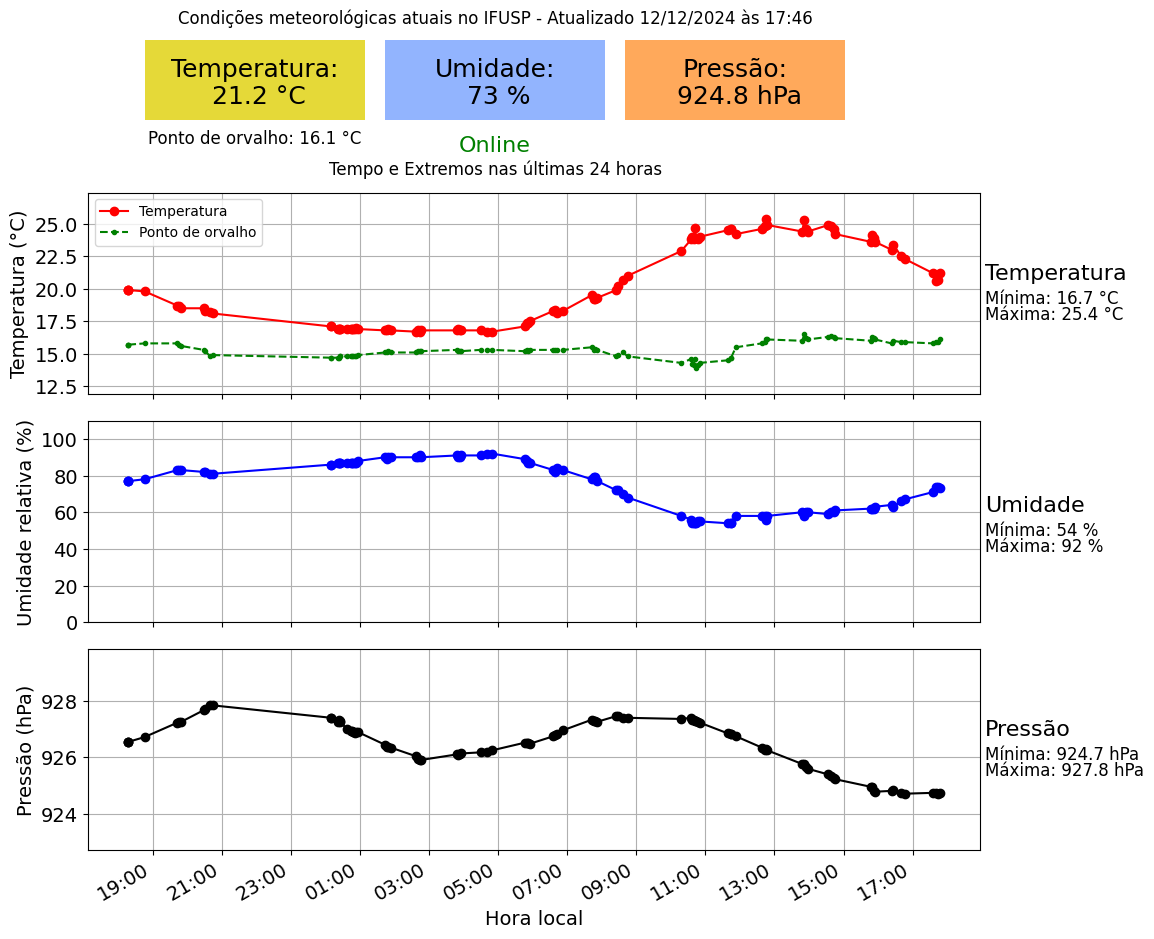 Condições meteorológicas atuais no IFUSP - Atualizado 12/12/2024 às 17:46
Temperatura:
21.2 °C
Umidade:
73 %
Pressão:
924.8 hPa
Ponto de orvalho: 16.1 °C
Online
Tempo e Extremos nas últimas 24 horas
Temperatura (°C)
25.0
22.5
20.0
17.5
15.0
12.5
Temperatura
Ponto de orvalho
Temperatura
Mínima: 16.7 °C
Máxima: 25.4 °C
Umidade relativa (%)
100
80
60
40
20
0
Umidade
Mínima: 54 %
Máxima: 92 %
Pressão (hPa)
928
926
924
Pressão
Mínima: 924.7 hPa
Máxima: 927.8 hPa
19:00 21:00 23:00 01:00 03:00 05:00 07:00 09:00 11:00 13:00 15:00 17:00
Hora local